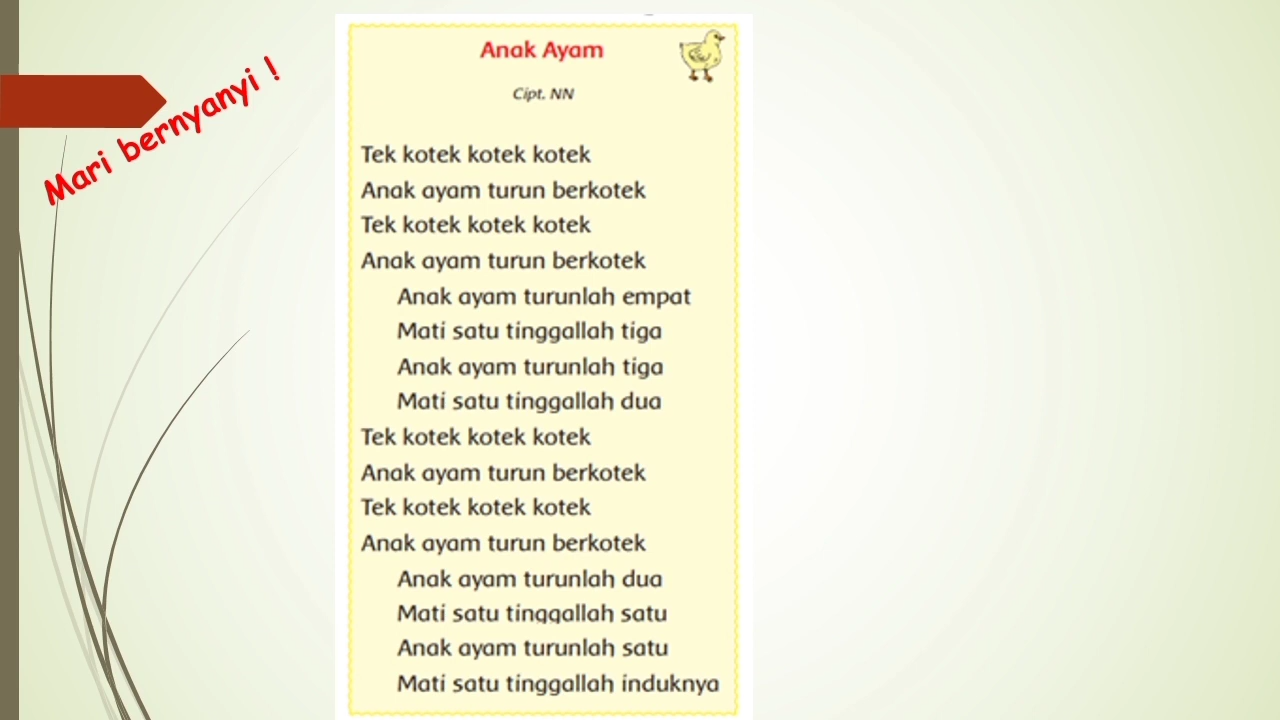 Mari bernyanyi !
Anak Ayam
Cipt. NN
Tek kotek kotek kotek
Anak ayam turun berkotek
Tek kotek kotek kotek
Anak ayam turun berkotek
Anak ayam turunlah empat
Mati satu tinggallah tiga
Anak ayam turunlah tiga
Mati satu tinggallah dua
Tek kotek kotek kotek
Anak ayam turun berkotek
Tek kotek kotek kotek
Anak ayam turun berkotek
Anak ayam turunlah dua
Mati satu tinggallah satu
Anak ayam turunlah satu
Mati satu tinggallah induknya